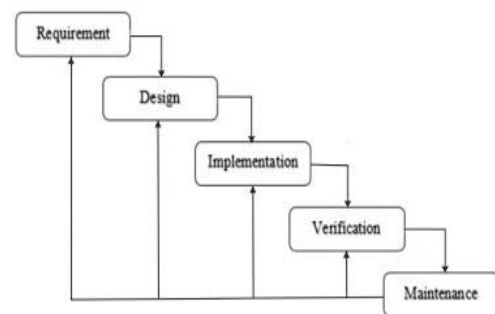 Requirement
Design
Implementation
Verification
Maintenance